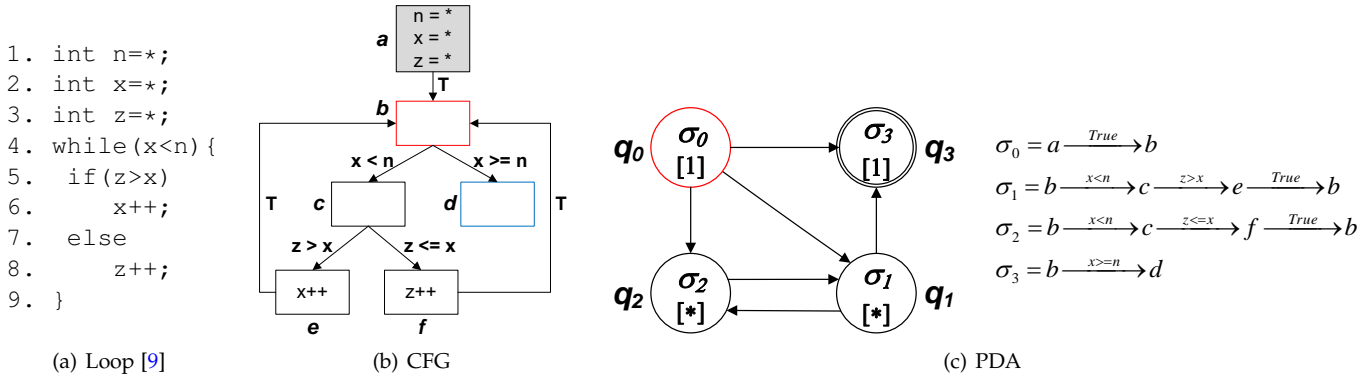 1. int n=*;
2. int x=*;
3. int z=*;
4. while(x<n){
5. if(z>x)
6. x++;
7. else
8. z++;
9. }
(a) Loop [9]
n = *
x = *
z = *
a
T
b
x < n
x >= n
c
d
T
T
z > x
z <= x
x++
z++
e
f
(b) CFG
q0
σ0
[1]
σ3
[1]
q3
q2
σ2
[*]
σ1
[*]
q1
σ0 = a —True→ b
σ1 = b —x<n→ c —z>x→ e —True→ b
σ2 = b —x<n→ c —z<=x→ f —True→ b
σ3 = b —x>=n→ d
(c) PDA